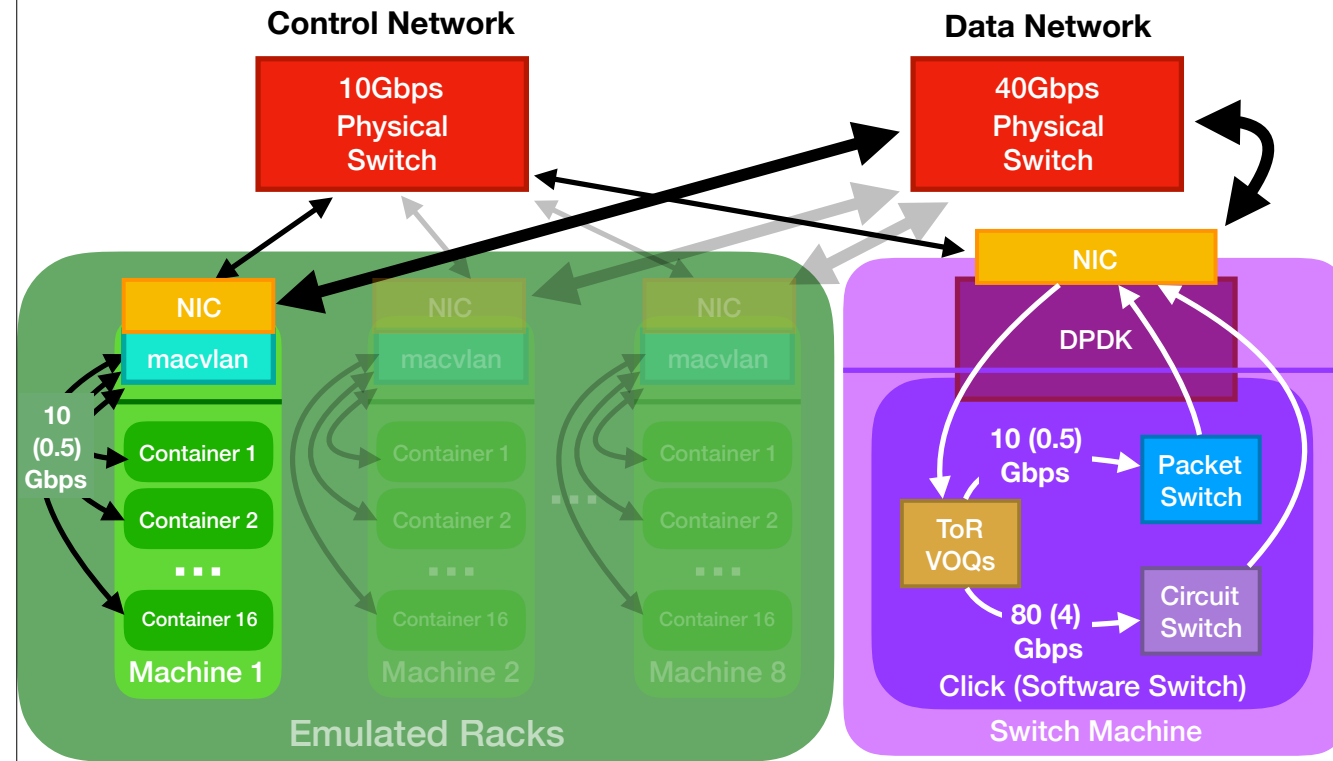 Control Network
Data Network
10Gbps
Physical
Switch
40Gbps
Physical
Switch
NIC
macvlan
10
(0.5)
Gbps
Container 1
Container 2
...
Container 16
Machine 1
NIC
macvlan
Container 1
Container 2
...
Container 16
Machine 2
...
NIC
macvlan
Container 1
Container 2
...
Container 16
Machine 8
Emulated Racks
NIC
DPDK
10 (0.5)
Gbps
Packet
Switch
ToR
VOQs
80 (4)
Gbps
Circuit
Switch
Click (Software Switch)
Switch Machine